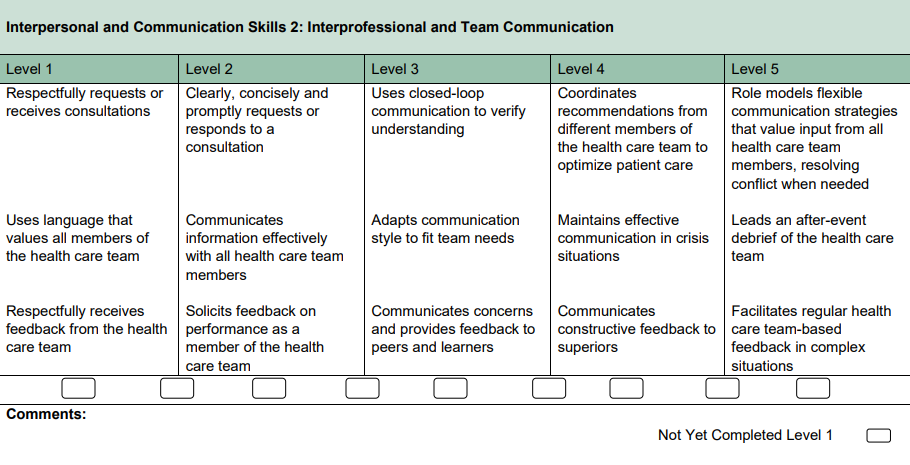 Interpersonal and Communication Skills 2: Interprofessional and Team Communication
Level 1
Level 2
Level 3
Level 4
Level 5
Respectfully requests or
receives consultations
Clearly, concisely and
promptly requests or
responds to a
consultation
Uses closed-loop
communication to verify
understanding
Coordinates
recommendations from
different members of
the health care team to
optimize patient care
Role models flexible
communication strategies
that value input from all
health care team
members, resolving
conflict when needed
Uses language that
values all members of
the health care team
Communicates
information effectively
with all health care team
members
Adapts communication
style to fit team needs
Maintains effective
communication in crisis
situations
Leads an after-event
debrief of the health care
team
Respectfully receives
feedback from the health
care team
Solicits feedback on
performance as a
member of the health
care team
Communicates concerns
and provides feedback to
peers and learners
Communicates
constructive feedback to
superiors
Facilitates regular health
care team-based
feedback in complex
situations
Comments:
Not Yet Completed Level 1